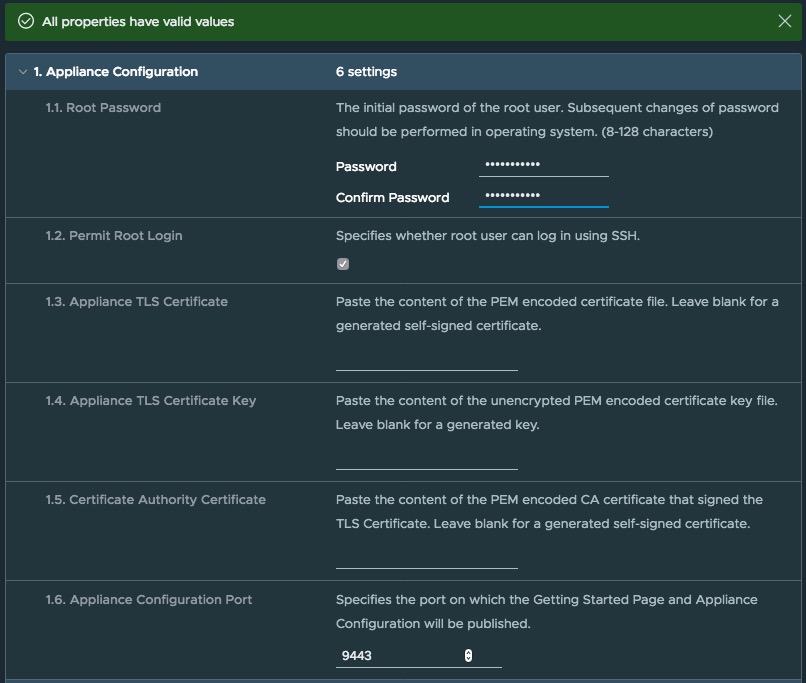 All properties have valid values
1. Appliance Configuration
6 settings
1.1. Root Password
The initial password of the root user. Subsequent changes of password
should be performed in operating system. (8-128 characters)
Password
•••••••••••
Confirm Password
•••••••••••
1.2. Permit Root Login
Specifies whether root user can log in using SSH.
1.3. Appliance TLS Certificate
Paste the content of the PEM encoded certificate file. Leave blank for a
generated self-signed certificate.
1.4. Appliance TLS Certificate Key
Paste the content of the unencrypted PEM encoded certificate key file.
Leave blank for a generated key.
1.5. Certificate Authority Certificate
Paste the content of the PEM encoded CA certificate that signed the
TLS Certificate. Leave blank for a generated self-signed certificate.
1.6. Appliance Configuration Port
Specifies the port on which the Getting Started Page and Appliance
Configuration will be published.
9443